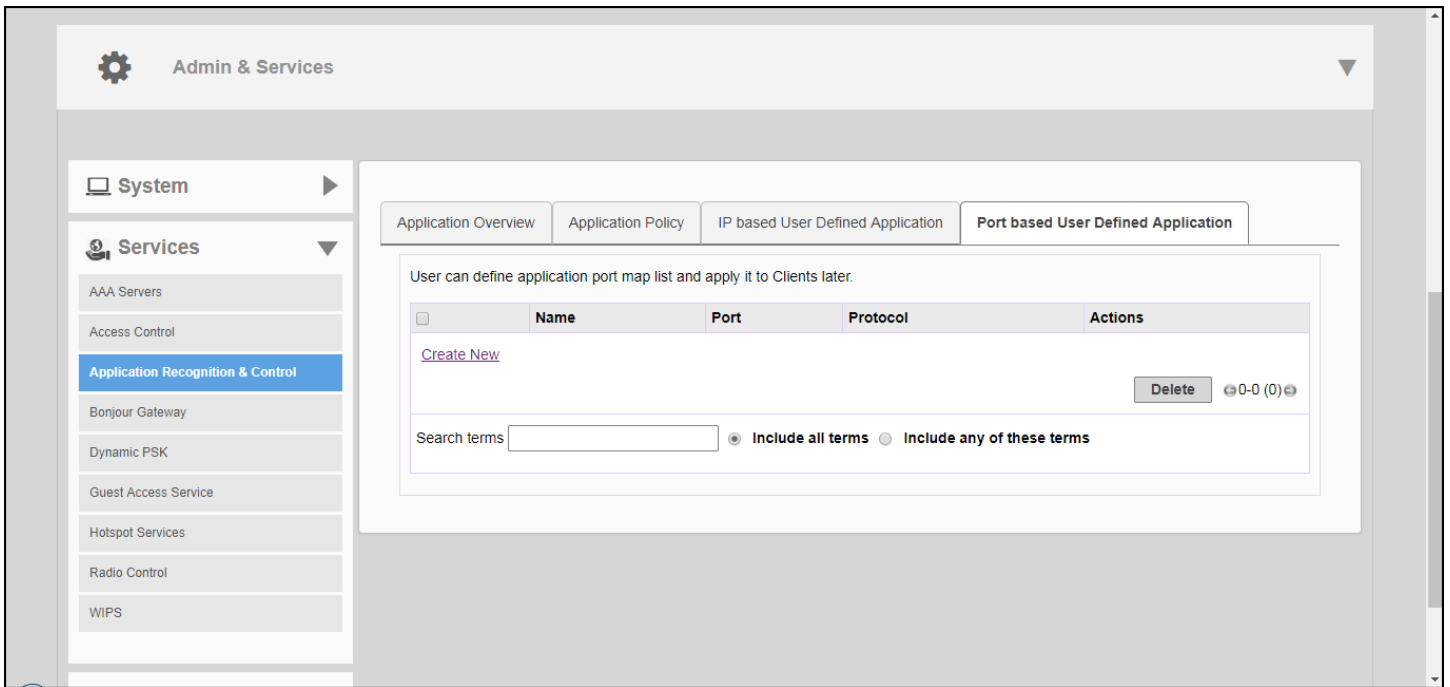 Admin & Services
System
Services
AAA Servers
Access Control
Application Recognition & Control
Bonjour Gateway
Dynamic PSK
Guest Access Service
Hotspot Services
Radio Control
WIPS
Application Overview Application Policy IP based User Defined Application Port based User Defined Application
User can define application port map list and apply it to Clients later.
Name Port Protocol Actions
Create New
Delete 0-0 (0)
Search terms Include all terms Include any of these terms